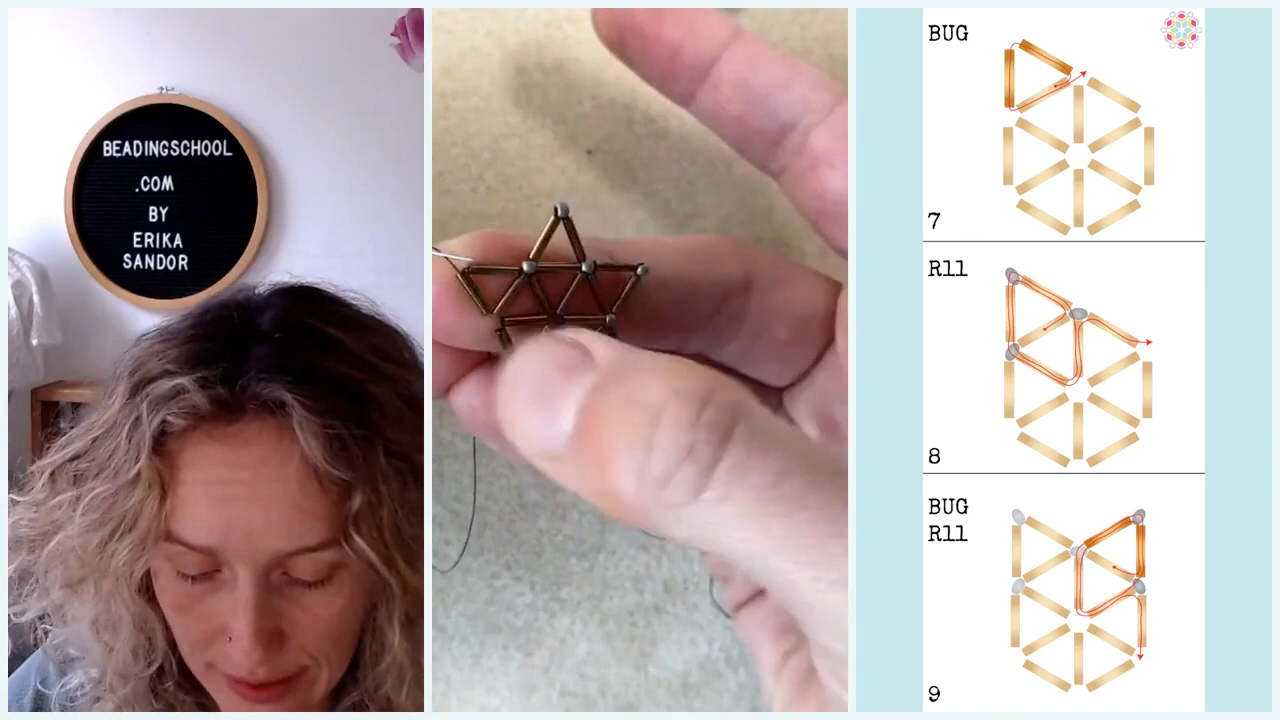 BEADINGSCHOOL
.COM
BY
ERIKA
SANDOR
BUG
7
R11
8
BUG
R11
9